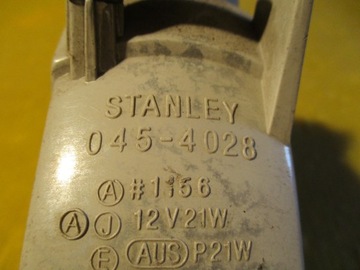 STANLEY
045-4028
Ⓐ #1156
Ⓐ Ⓙ 12V21W
Ⓔ AUS P21W